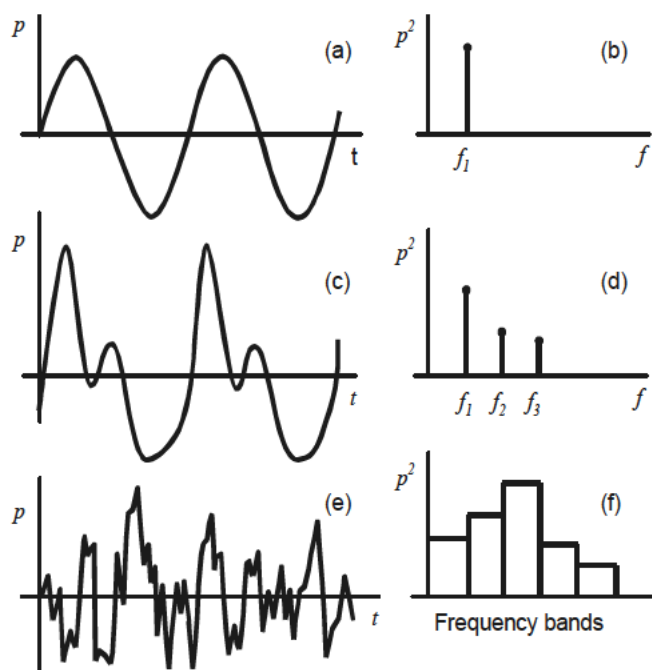 p
(a)
t
p²
(b)
f₁
f
p
(c)
t
p²
(d)
f₁ f₂ f₃
f
p
(e)
t
p²
(f)
Frequency bands